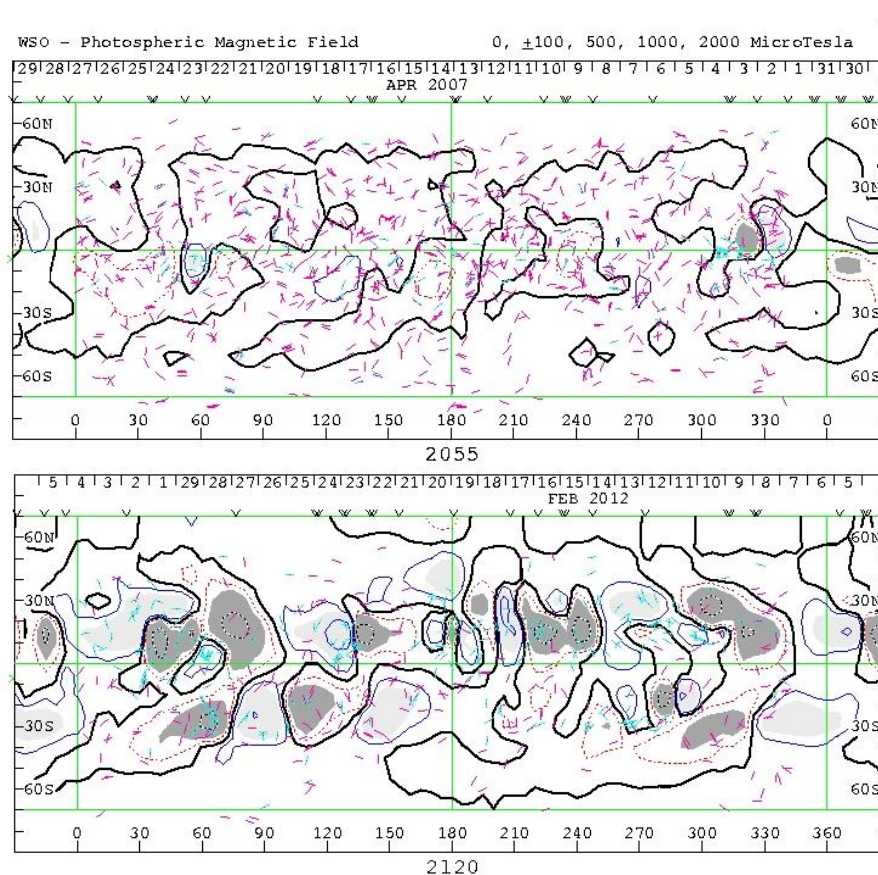 WSO - Photospheric Magnetic Field 0, ±100, 500, 1000, 2000 MicroTesla
29 28 27 26 25 24 23 22 21 20 19 18 17 16 15 14 13 12 11 10 9 8 7 6 5 4 3 2 1 31 30
APR 2007
60N 60N
30N 30N
30S 30S
60S 60S
0 30 60 90 120 150 180 210 240 270 300 330 0
2055
5 4 3 2 1 29 28 27 26 25 24 23 22 21 20 19 18 17 16 15 14 13 12 11 10 9 8 7 6 5
FEB 2012
60N 60N
30N 30N
30S 30S
60S 60S
0 30 60 90 120 150 180 210 240 270 300 330 360
2120